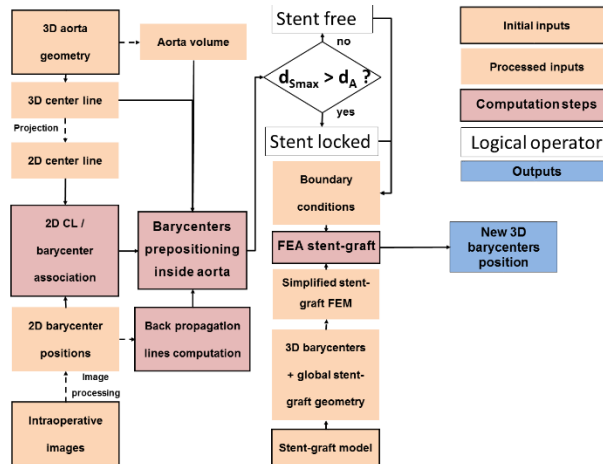 3D aorta
geometry
Aorta volume
3D center line
Projection
2D center line
2D CL /
barycenter
association
2D barycenter
positions
Image
processing
Intraoperative
images
Barycenters
prepositioning
inside aorta
Back propagation
lines computation
Stent free
no
dSmax > dA ?
yes
Stent locked
Boundary
conditions
FEA stent-graft
Simplified stent-
graft FEM
3D barycenters
+ global stent-
graft geometry
Stent-graft model
New 3D
barycenters
position
Initial inputs
Processed inputs
Computation steps
Logical operator
Outputs